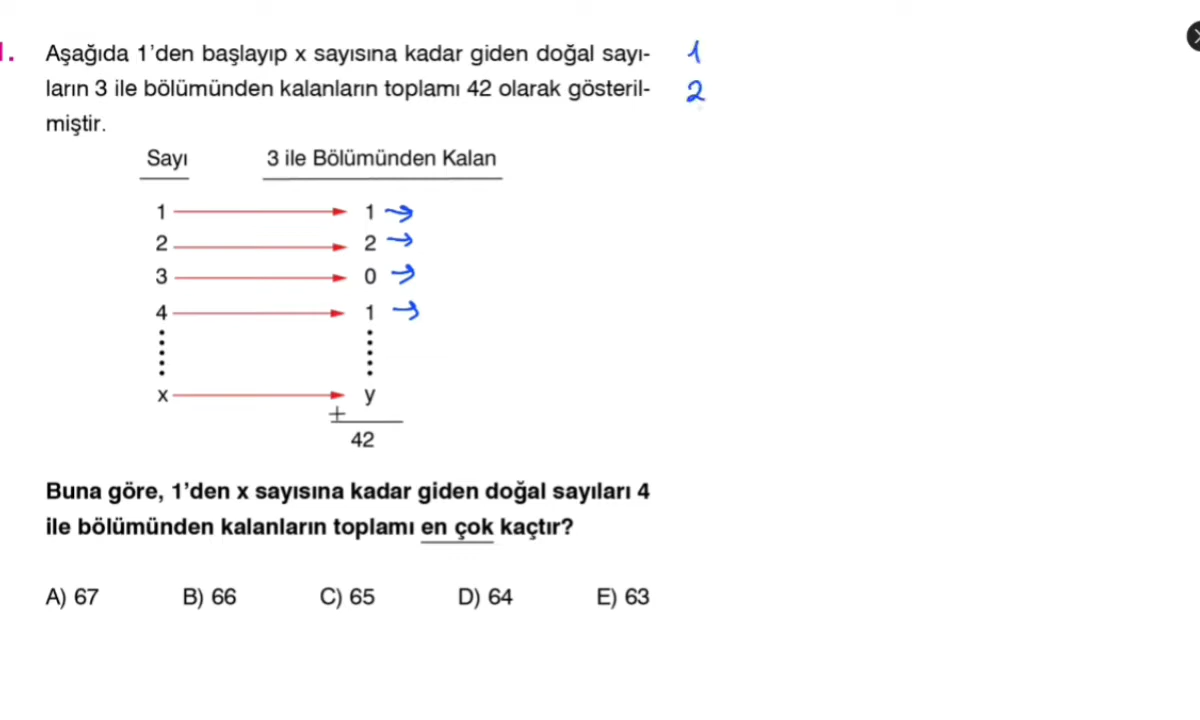 1. Aşağıda 1'den başlayıp x sayısına kadar giden doğal sayı-
ların 3 ile bölümünden kalanların toplamı 42 olarak gösteril-
miştir.
1
2
Sayı 3 ile Bölümünden Kalan
1 1
2 2
3 0
4 1
x y
+
42
Buna göre, 1'den x sayısına kadar giden doğal sayıları 4
ile bölümünden kalanların toplamı en çok kaçtır?
A) 67 B) 66 C) 65 D) 64 E) 63